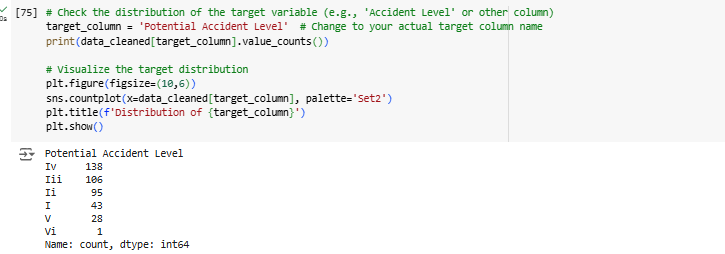 [75] # Check the distribution of the target variable (e.g., 'Accident Level' or other column)
target_column = 'Potential Accident Level'  # Change to your actual target column name
print(data_cleaned[target_column].value_counts())

# Visualize the target distribution
plt.figure(figsize=(10,6))
sns.countplot(x=data_cleaned[target_column], palette='Set2')
plt.title(f'Distribution of {target_column}')
plt.show()

Potential Accident Level
Iv     138
Iii    106
Ii      95
I       43
V       28
Vi       1
Name: count, dtype: int64